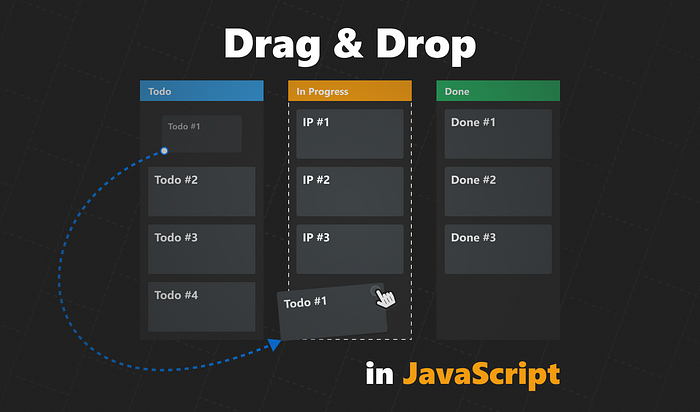 Drag & Drop
Todo
Todo #1
Todo #2
Todo #3
Todo #4
In Progress
IP #1
IP #2
IP #3
Todo #1
Done
Done #1
Done #2
Done #3
in JavaScript